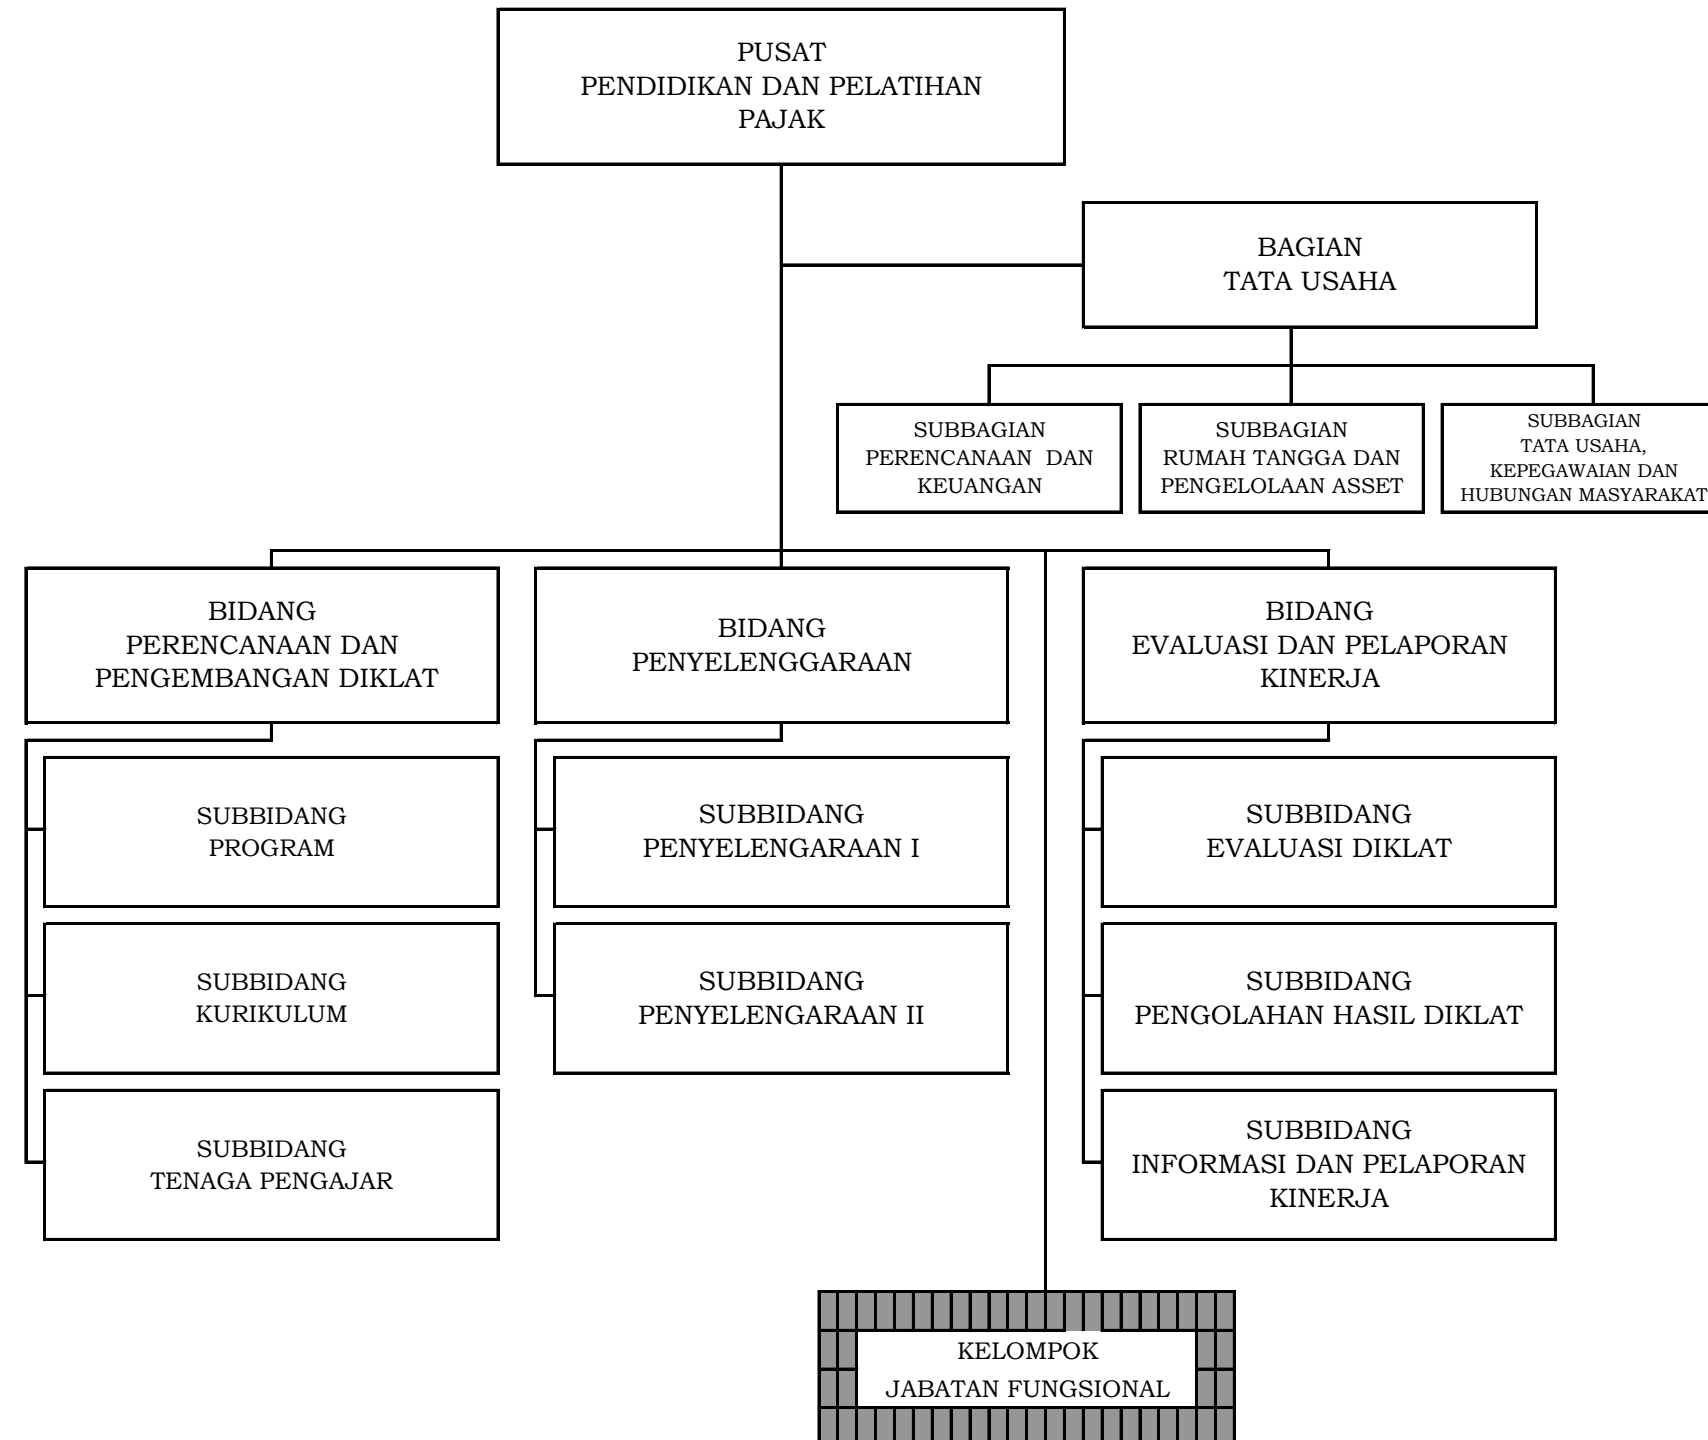 PUSAT
PENDIDIKAN DAN PELATIHAN
PAJAK
BAGIAN
TATA USAHA
SUBBAGIAN
PERENCANAAN DAN
KEUANGAN
SUBBAGIAN
RUMAH TANGGA DAN
PENGELOLAAN ASSET
SUBBAGIAN
TATA USAHA,
KEPEGAWAIAN DAN
HUBUNGAN MASYARAKAT
BIDANG
PERENCANAAN DAN
PENGEMBANGAN DIKLAT
BIDANG
PENYELENGGARAAN
BIDANG
EVALUASI DAN PELAPORAN
KINERJA
SUBBIDANG
PROGRAM
SUBBIDANG
PENYELENGARAAN I
SUBBIDANG
EVALUASI DIKLAT
SUBBIDANG
KURIKULUM
SUBBIDANG
PENYELENGARAAN II
SUBBIDANG
PENGOLAHAN HASIL DIKLAT
SUBBIDANG
TENAGA PENGAJAR
SUBBIDANG
INFORMASI DAN PELAPORAN
KINERJA
KELOMPOK
JABATAN FUNGSIONAL